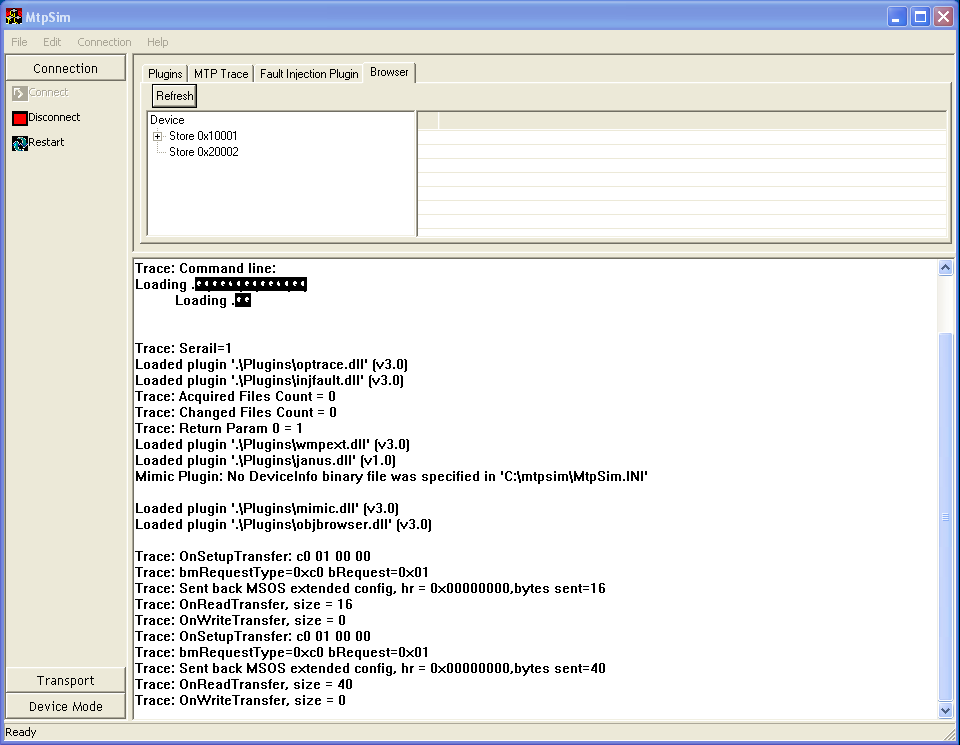 MtpSim
File Edit Connection Help
Connection
Connect
Disconnect
Restart
Transport
Device Mode
Plugins MTP Trace Fault Injection Plugin Browser
Refresh
Device
Store 0x10001
Store 0x20002
Trace: Command line:
Loading .
Loading .
Trace: Serail=1
Loaded plugin '.\Plugins\optrace.dll' (v3.0)
Loaded plugin '.\Plugins\injfault.dll' (v3.0)
Trace: Acquired Files Count = 0
Trace: Changed Files Count = 0
Trace: Return Param 0 = 1
Loaded plugin '.\Plugins\wmpext.dll' (v3.0)
Loaded plugin '.\Plugins\janus.dll' (v1.0)
Mimic Plugin: No DeviceInfo binary file was specified in 'C:\mtpsim\MtpSim.INI'
Loaded plugin '.\Plugins\mimic.dll' (v3.0)
Loaded plugin '.\Plugins\objbrowser.dll' (v3.0)
Trace: OnSetupTransfer: c0 01 00 00
Trace: bmRequestType=0xc0 bRequest=0x01
Trace: Sent back MSOS extended config, hr = 0x00000000,bytes sent=16
Trace: OnReadTransfer, size = 16
Trace: OnWriteTransfer, size = 0
Trace: OnSetupTransfer: c0 01 00 00
Trace: bmRequestType=0xc0 bRequest=0x01
Trace: Sent back MSOS extended config, hr = 0x00000000,bytes sent=40
Trace: OnReadTransfer, size = 40
Trace: OnWriteTransfer, size = 0
Ready